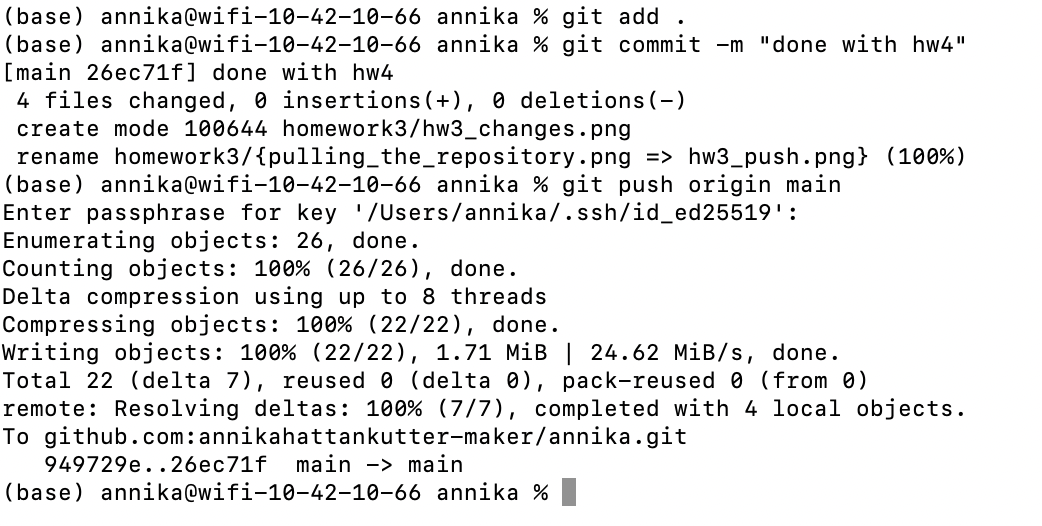 (base) annika@wifi-10-42-10-66 annika % git add .
(base) annika@wifi-10-42-10-66 annika % git commit -m "done with hw4"
[main 26ec71f] done with hw4
 4 files changed, 0 insertions(+), 0 deletions(-)
 create mode 100644 homework3/hw3_changes.png
 rename homework3/{pulling_the_repository.png => hw3_push.png} (100%)
(base) annika@wifi-10-42-10-66 annika % git push origin main
Enter passphrase for key '/Users/annika/.ssh/id_ed25519':
Enumerating objects: 26, done.
Counting objects: 100% (26/26), done.
Delta compression using up to 8 threads
Compressing objects: 100% (22/22), done.
Writing objects: 100% (22/22), 1.71 MiB | 24.62 MiB/s, done.
Total 22 (delta 7), reused 0 (delta 0), pack-reused 0 (from 0)
remote: Resolving deltas: 100% (7/7), completed with 4 local objects.
To github.com:annikahattankutter-maker/annika.git
   949729e..26ec71f  main -> main
(base) annika@wifi-10-42-10-66 annika %